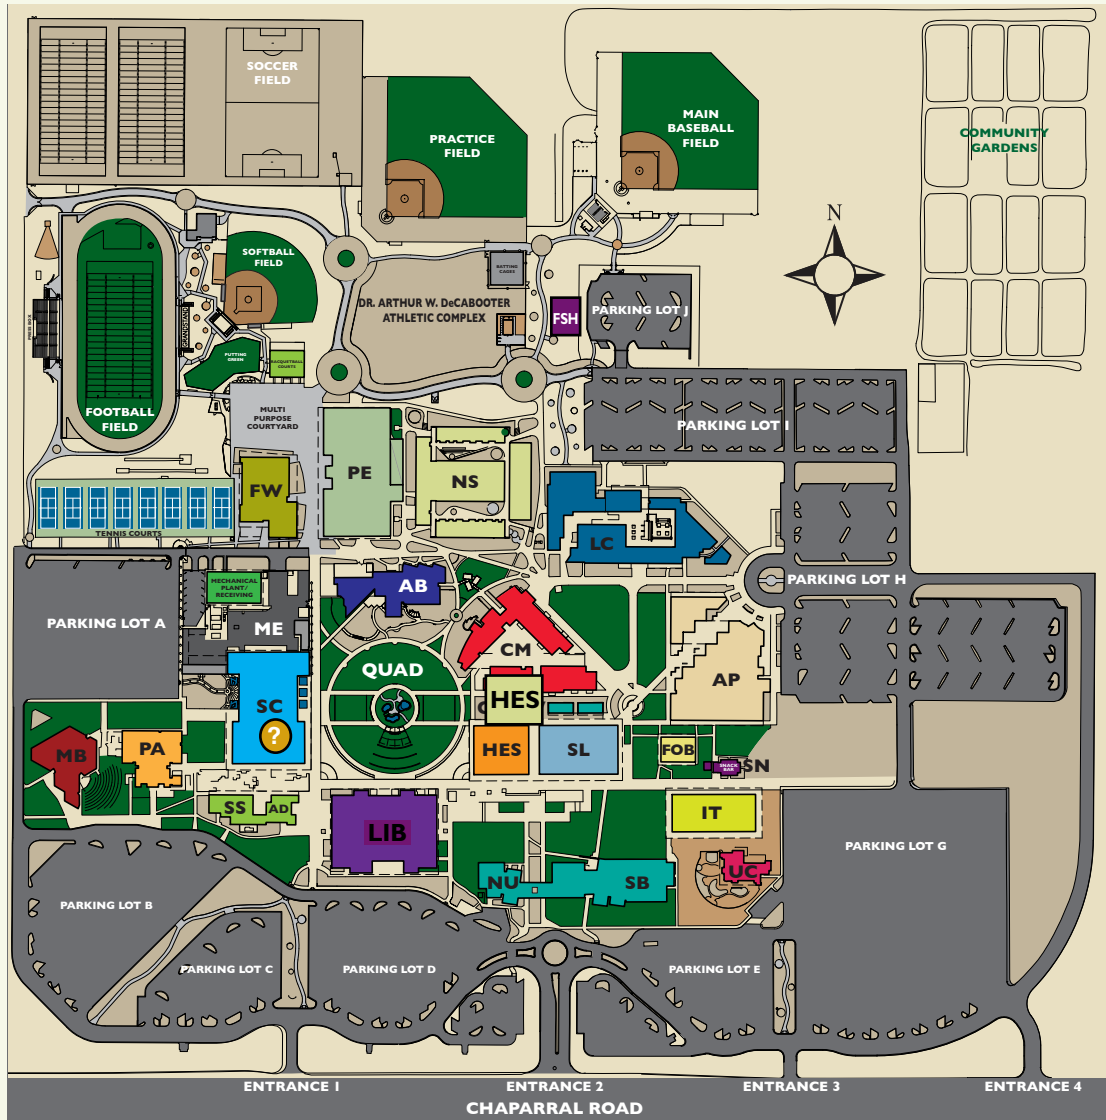 SOCCER
FIELD
PRACTICE
FIELD
MAIN
BASEBALL
FIELD
COMMUNITY
GARDENS
N
SOFTBALL
FIELD
BATTING
CAGES
DR. ARTHUR W. DeCABOOTER
ATHLETIC COMPLEX
FSH
PARKING LOT J
PRESS BOX
GRANDSTAND
PUTTING
GREEN
RACQUETBALL
COURTS
FOOTBALL
FIELD
MULTI
PURPOSE
COURTYARD
PARKING LOT I
PE
NS
FW
TENNIS COURTS
LC
MECHANICAL
PLANT/
RECEIVING
AB
PARKING LOT H
PARKING LOT A
ME
CM
QUAD
AP
SC
HES
?
MB
PA
HES
SL
FOB
SNACK
BAR
SN
SS
AD
LIB
IT
PARKING LOT G
UC
NU
SB
PARKING LOT B
PARKING LOT C
PARKING LOT D
PARKING LOT E
ENTRANCE 1
ENTRANCE 2
ENTRANCE 3
ENTRANCE 4
CHAPARRAL ROAD